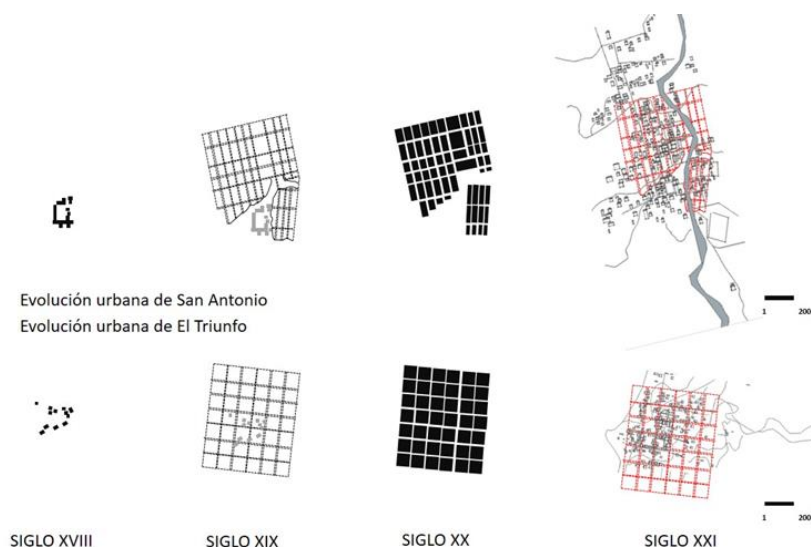 Evolución urbana de San Antonio
Evolución urbana de El Triunfo
1 200
1 200
SIGLO XVIII SIGLO XIX SIGLO XX SIGLO XXI